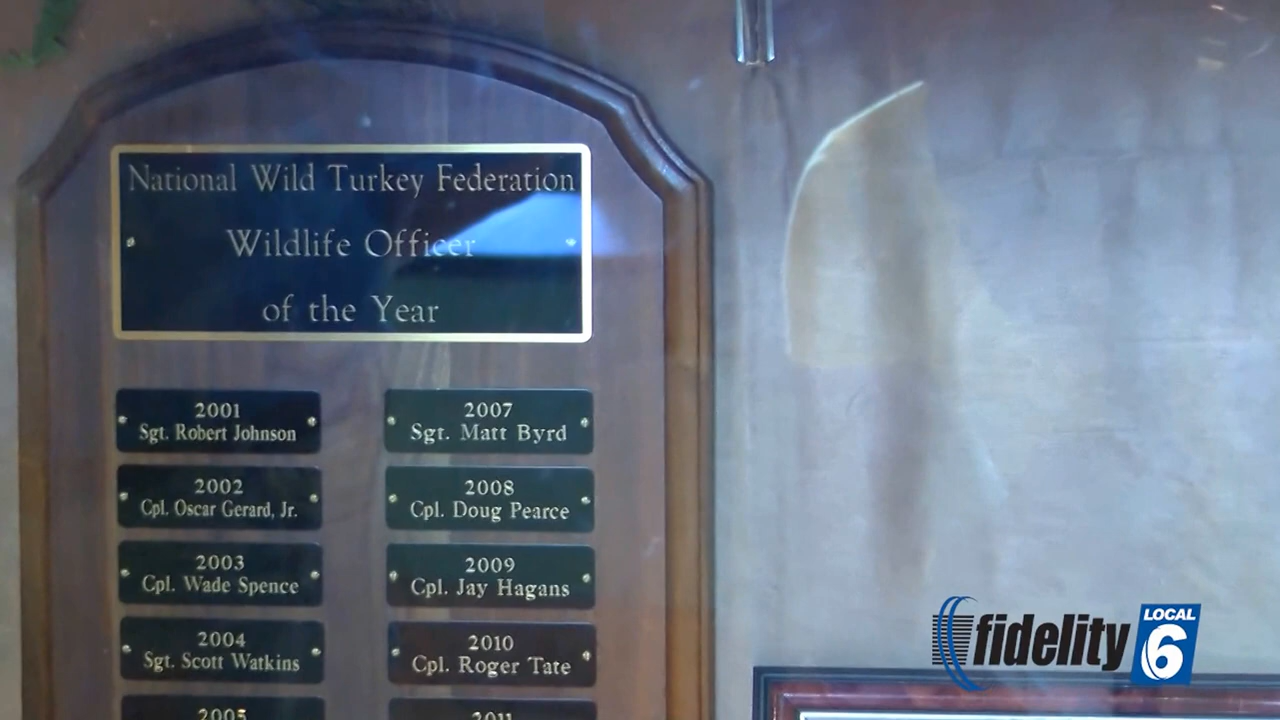 National Wild Turkey Federation
Wildlife Officer
of the Year
2001
Sgt. Robert Johnson
2002
Cpl. Oscar Gerard, Jr.
2003
Cpl. Wade Spence
2004
Sgt. Scott Watkins
2005
2007
Sgt. Matt Byrd
2008
Cpl. Doug Pearce
2009
Cpl. Jay Hagans
2010
Cpl. Roger Tate
2011
fidelity LOCAL 6